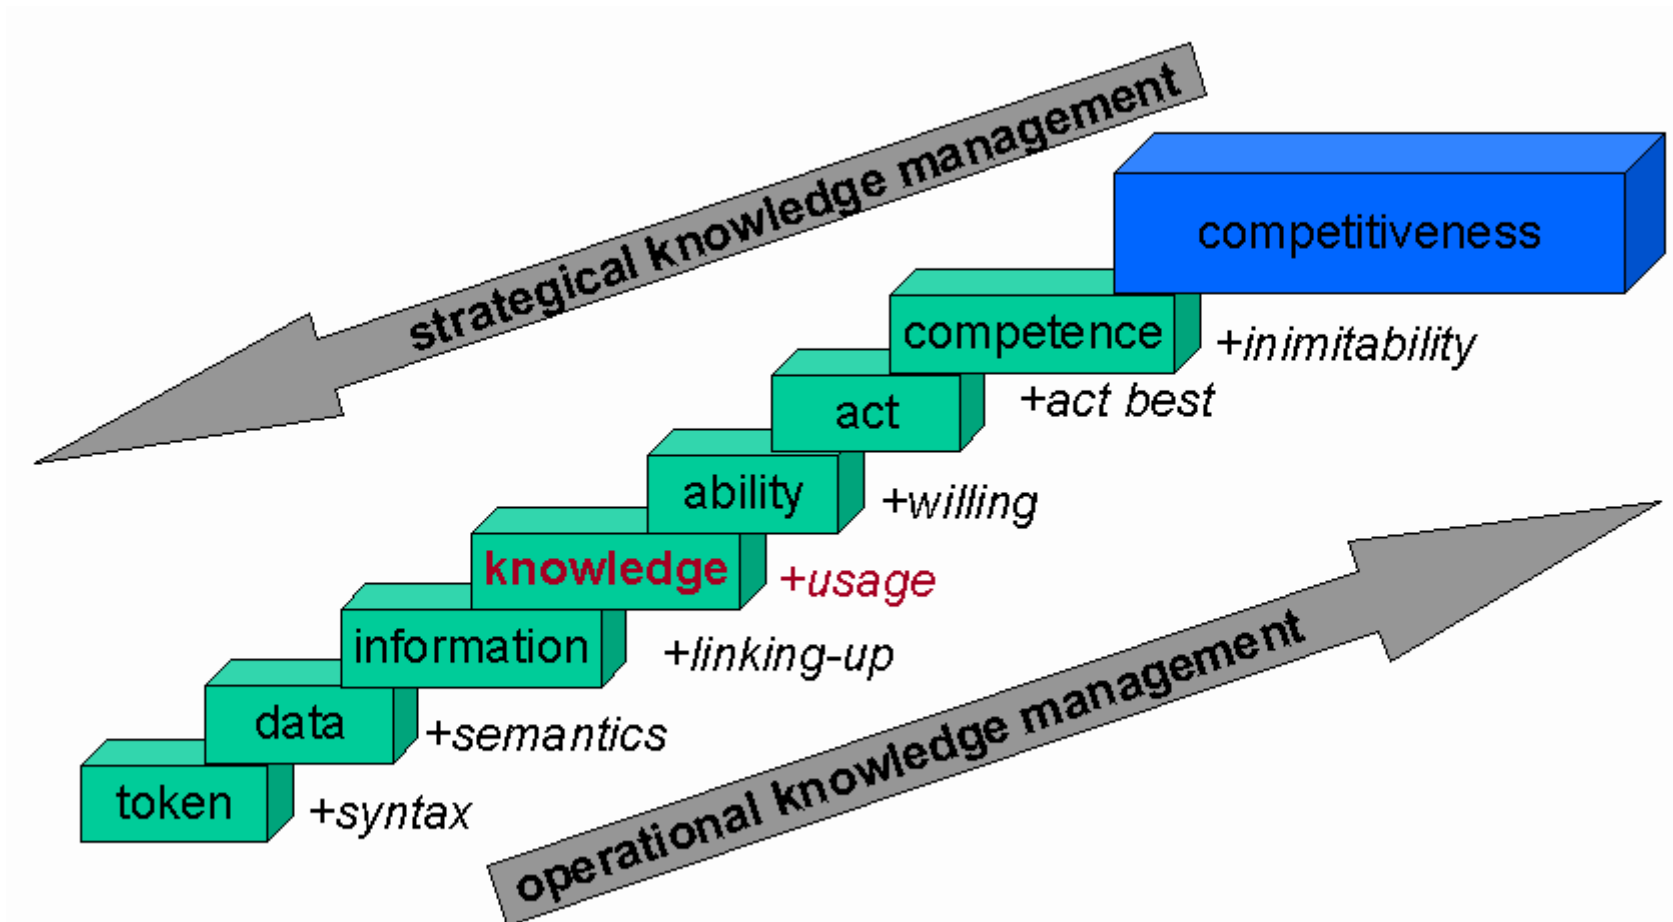 strategical knowledge management
competitiveness
competence
+inimitability
act
+act best
ability
+willing
knowledge
+usage
information
+linking-up
data
+semantics
token
+syntax
operational knowledge management